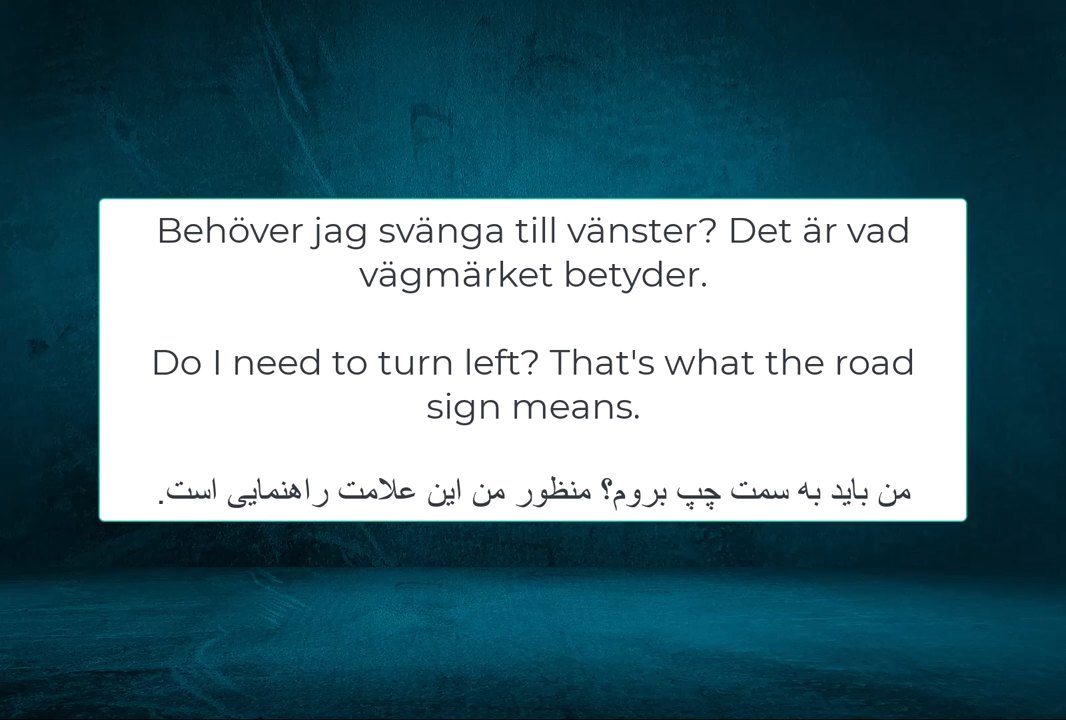 Behöver jag svänga till vänster? Det är vad
vägmärket betyder.
Do I need to turn left? That's what the road
sign means.
من باید به سمت چپ بروم؟ منظور من این علامت راهنمایی است.